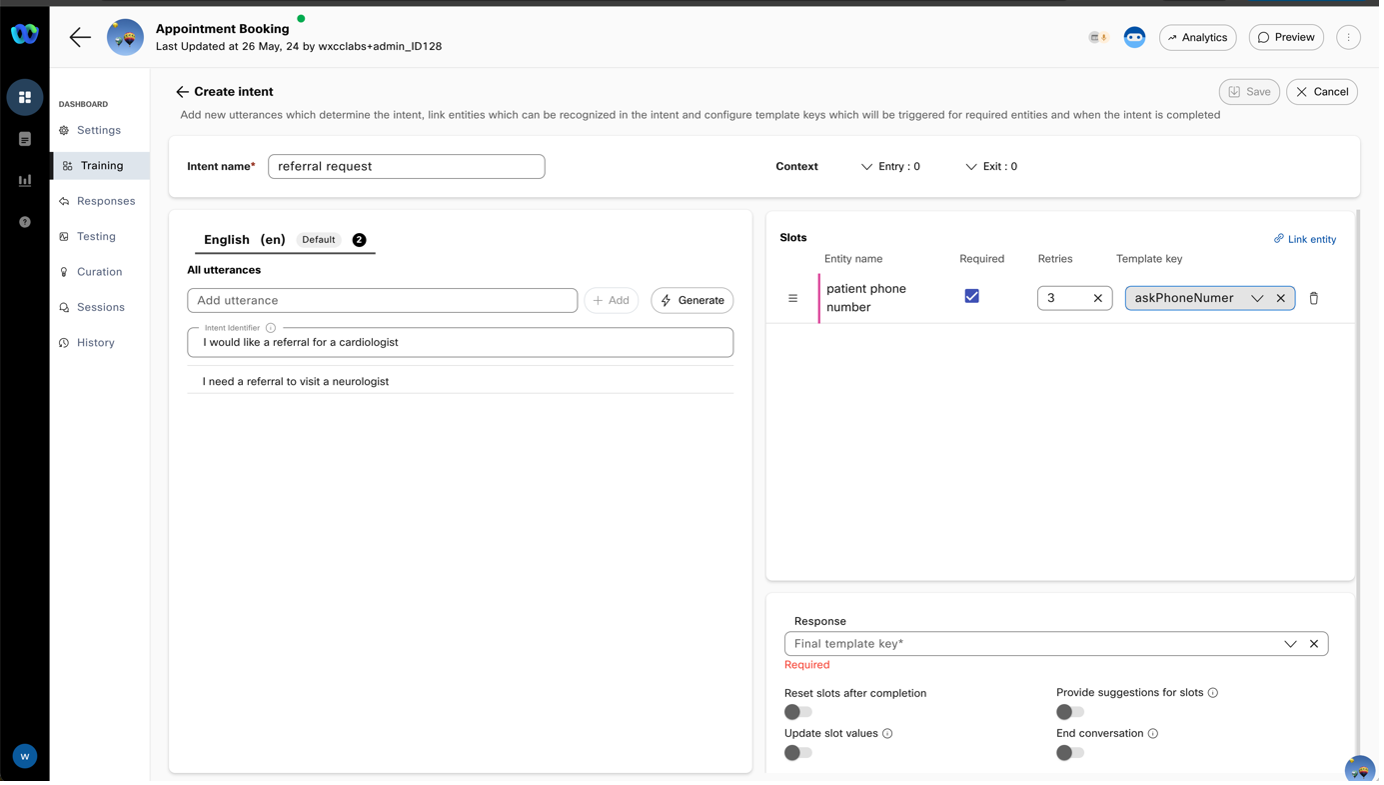 Appointment Booking
Last Updated at 26 May, 24 by wxcclabs+admin_ID128
Analytics
Preview
DASHBOARD
Settings
Training
Responses
Testing
Curation
Sessions
History
W
Create intent
Save
Cancel
Add new utterances which determine the intent, link entities which can be recognized in the intent and configure template keys which will be triggered for required entities and when the intent is completed
Intent name* referral request
Context Entry : 0 Exit : 0
English (en) Default 2
All utterances
Add utterance
+ Add
Generate
Intent Identifier
I would like a referral for a cardiologist
I need a referral to visit a neurologist
Slots
Link entity
Entity name Required Retries Template key
patient phone
number
3
askPhoneNumer
Response
Final template key*
Required
Reset slots after completion
Provide suggestions for slots
Update slot values
End conversation